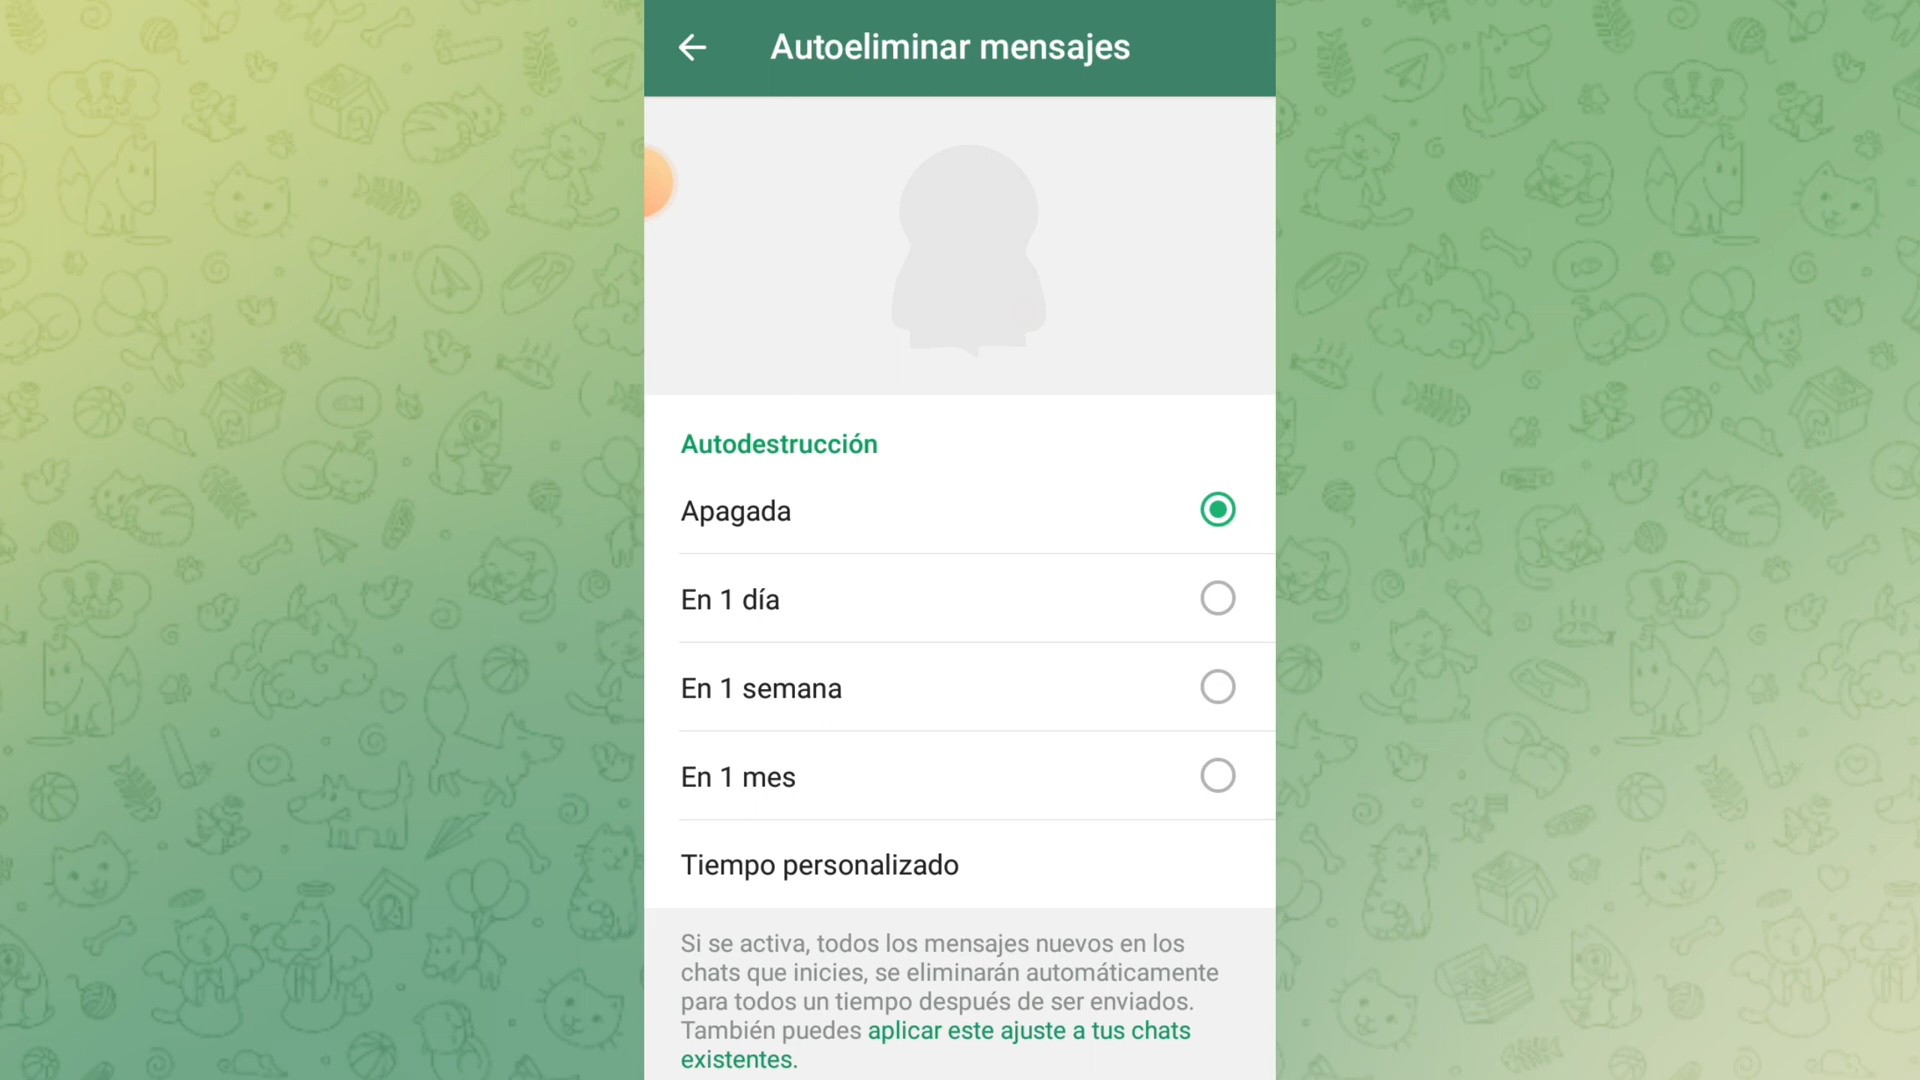 Autoeliminar mensajes
Autodestrucción
Apagada
En 1 día
En 1 semana
En 1 mes
Tiempo personalizado
Si se activa, todos los mensajes nuevos en los
chats que inicies, se eliminarán automáticamente
para todos un tiempo después de ser enviados.
También puedes aplicar este ajuste a tus chats
existentes.